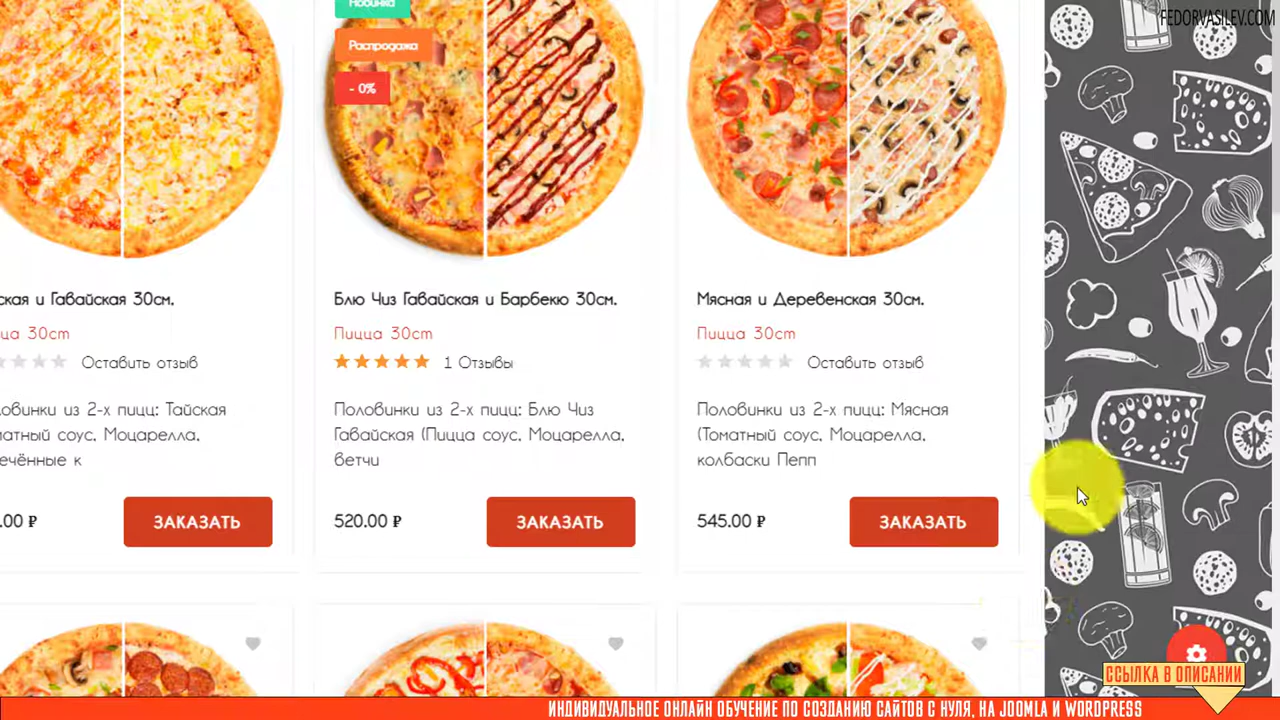 FEDORVASILEV.COM
Новинка
Распродажа
- 0%
ская и Гавайская 30см.
Блю Чиз Гавайская и Барбекю 30см.
Мясная и Деревенская 30см.
ца 30cm
Пицца 30cm
Пицца 30cm
Оставить отзыв
1 Отзывы
Оставить отзыв
овинки из 2-х пицц: Тайская
матный соус, Моцарелла,
ечённые к
Половинки из 2-х пицц: Блю Чиз
Гавайская (Пицца соус, Моцарелла,
ветчи
Половинки из 2-х пицц: Мясная
(Томатный соус, Моцарелла,
колбаски Пепп
.00 ₽
ЗАКАЗАТЬ
520.00 ₽
ЗАКАЗАТЬ
545.00 ₽
ЗАКАЗАТЬ
ССЫЛКА В ОПИСАНИИ
ИНДИВИДУАЛЬНОЕ ОНЛАЙН ОБУЧЕНИЕ ПО СОЗДАНИЮ САЙТОВ С НУЛЯ, НА JOOMLA И WORDPRESS